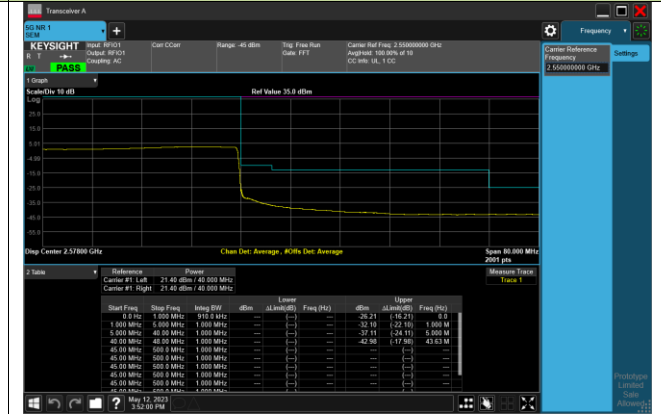 Transceiver A
5G NR 1
SEM
+
Frequency
KEYSIGHT
R T
PASS
Input: RFIO1
Output: RFIO1
Coupling: AC
Corr CCorr
Range: -45 dBm
Trig: Free Run
Gate: FFT
Carrier Ref Freq: 2.550000000 GHz
Avg|Hold: 100.00% of 10
CC Info: UL, 1 CC
Carrier Reference
Frequency
2.550000000 GHz
Settings
1 Graph
Scale/Div 10 dB
Ref Value 35.0 dBm
Log
25.0
15.0
5.01
-4.99
-15.0
-25.0
-35.0
-45.0
-55.0
Disp Center 2.57800 GHz
Chan Det: Average , #Offs Det: Average
Span 80.000 MHz
2001 pts
2 Table
Reference Power
Carrier #1: Left 21.40 dBm / 40.000 MHz
Carrier #1: Right 21.40 dBm / 40.000 MHz
Measure Trace
Trace 1
Lower Upper
Start Freq Stop Freq Integ BW dBm ΔLimit(dB) Freq (Hz) dBm ΔLimit(dB) Freq (Hz)
0.0 Hz 1.000 MHz 910.0 kHz --- (---) --- -26.21 (-16.21) 0.0
1.000 MHz 5.000 MHz 1.000 MHz --- (---) --- -32.10 (-22.10) 1.000 M
5.000 MHz 40.00 MHz 1.000 MHz --- (---) --- -37.11 (-24.11) 5.000 M
40.00 MHz 48.00 MHz 1.000 MHz --- (---) --- -42.98 (-17.98) 43.63 M
45.00 MHz 500.0 MHz 1.000 MHz --- (---) --- --- (---) ---
45.00 MHz 500.0 MHz 1.000 MHz --- (---) --- --- (---) ---
45.00 MHz 500.0 MHz 1.000 MHz --- (---) --- --- (---) ---
45.00 MHz 500.0 MHz 1.000 MHz --- (---) --- --- (---) ---
45.00 MHz 500.0 MHz 1.000 MHz --- (---) --- --- (---) ---
Prototype
Limited
Sale
Allowed
May 12, 2023
3:52:00 PM